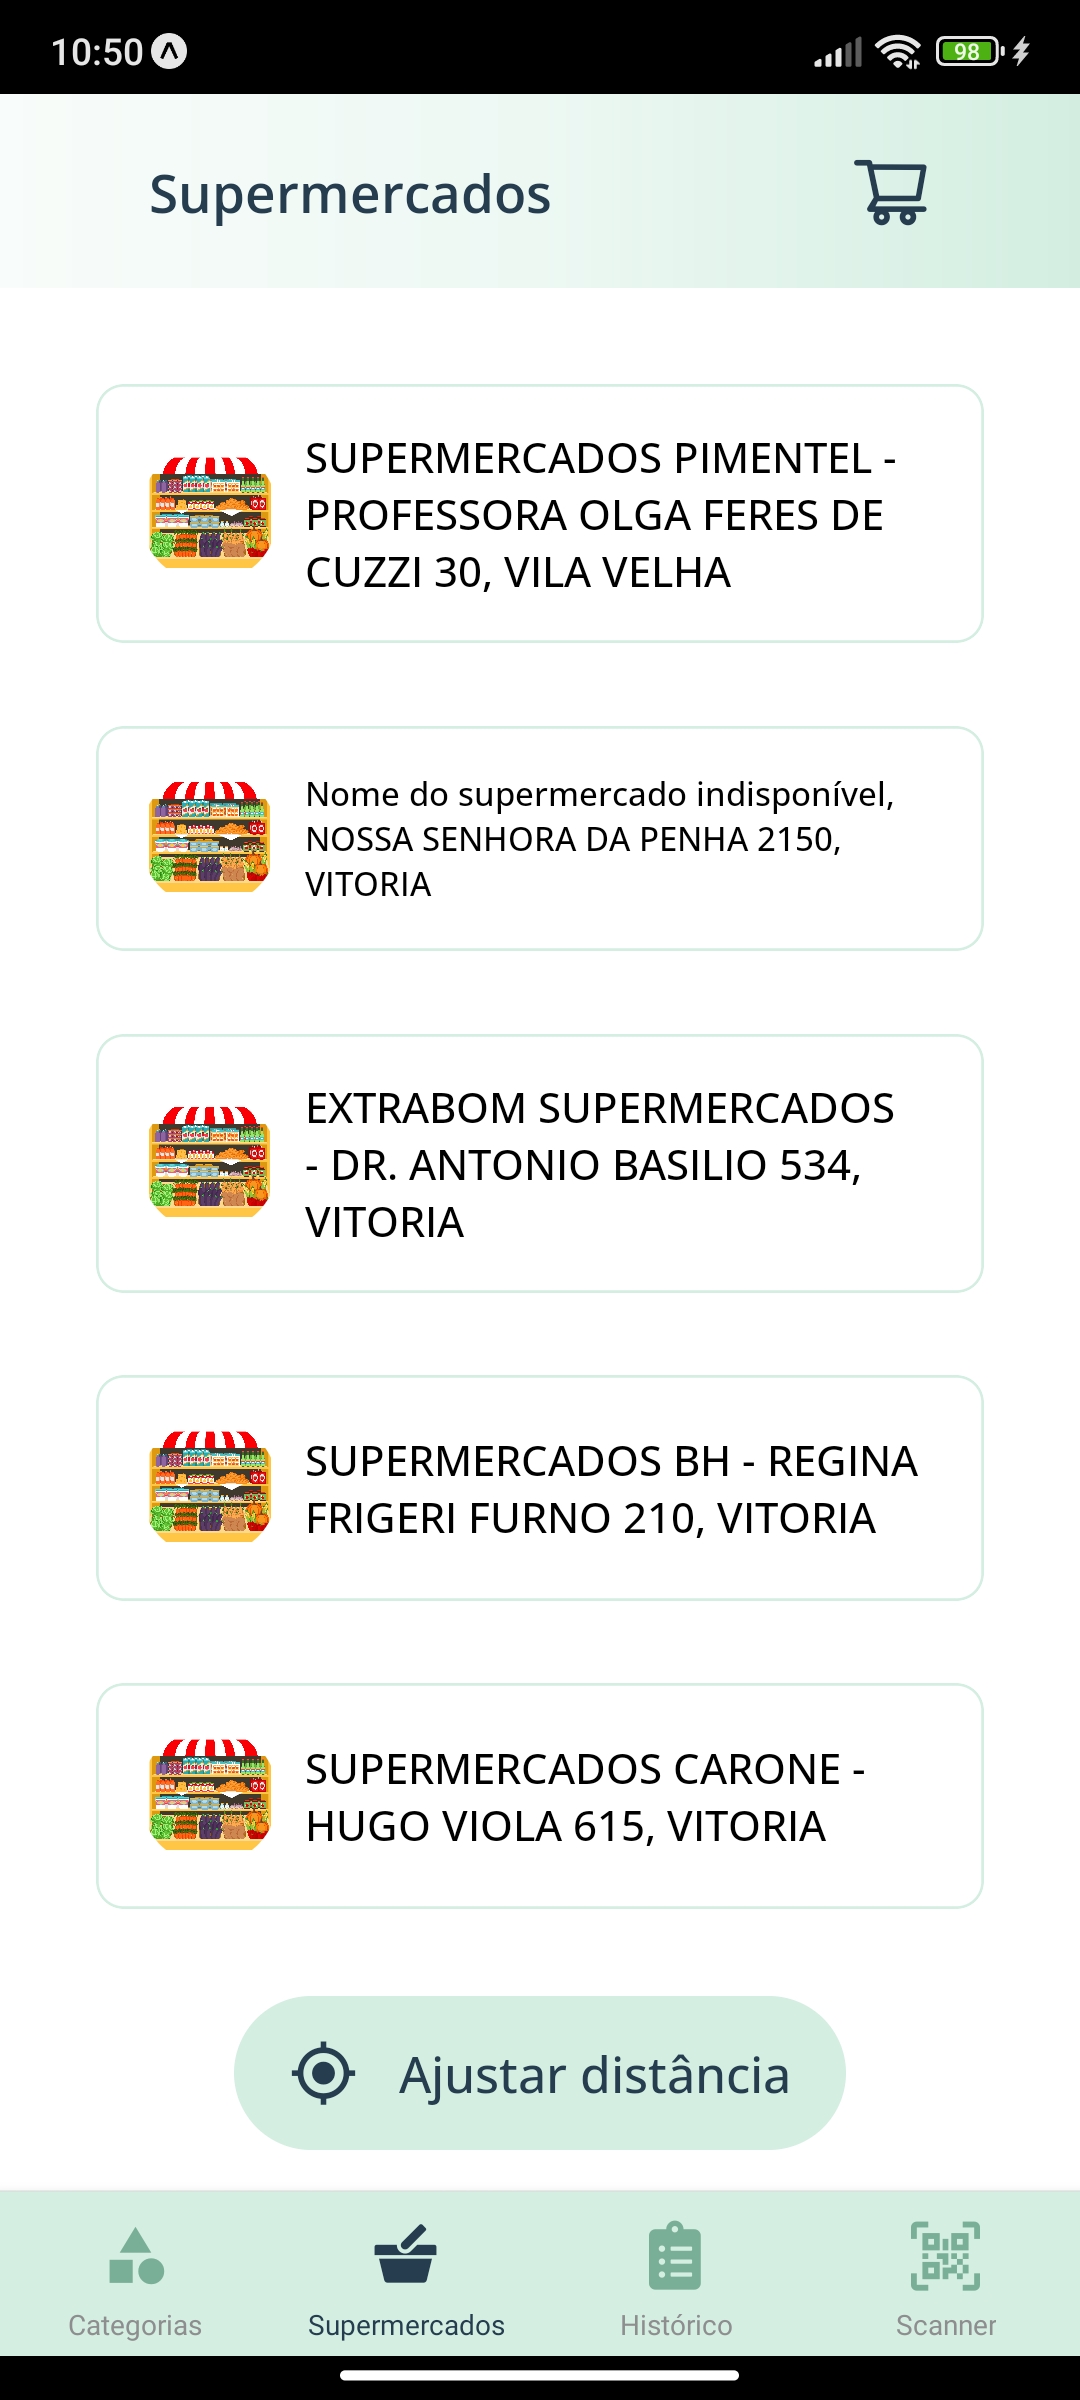 10:50
98
Supermercados
SUPERMERCADOS PIMENTEL -
PROFESSORA OLGA FERES DE
CUZZI 30, VILA VELHA
Nome do supermercado indisponível,
NOSSA SENHORA DA PENHA 2150,
VITORIA
EXTRABOM SUPERMERCADOS
- DR. ANTONIO BASILIO 534,
VITORIA
SUPERMERCADOS BH - REGINA
FRIGERI FURNO 210, VITORIA
SUPERMERCADOS CARONE -
HUGO VIOLA 615, VITORIA
Ajustar distância
Categorias
Supermercados
Histórico
Scanner